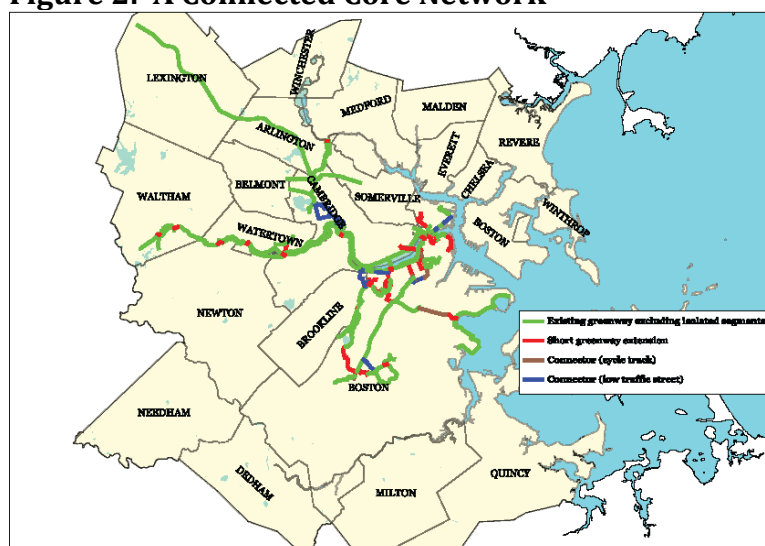 Figure 2: A Connected Core Network
WINCHESTER
LEXINGTON
MEDFORD
MALDEN
ARLINGTON
REVERE
EVERETT
CHELSEA
BELMONT
CAMBRIDGE
SOMERVILLE
WALTHAM
WINTHROP
BOSTON
WATERTOWN
NEWTON
BROOKLINE
Existing greenway excluding isolated segments
Short greenway extension
Connector (cycle track)
Connector (low traffic street)
BOSTON
NEEDHAM
DEDHAM
QUINCY
MILTON